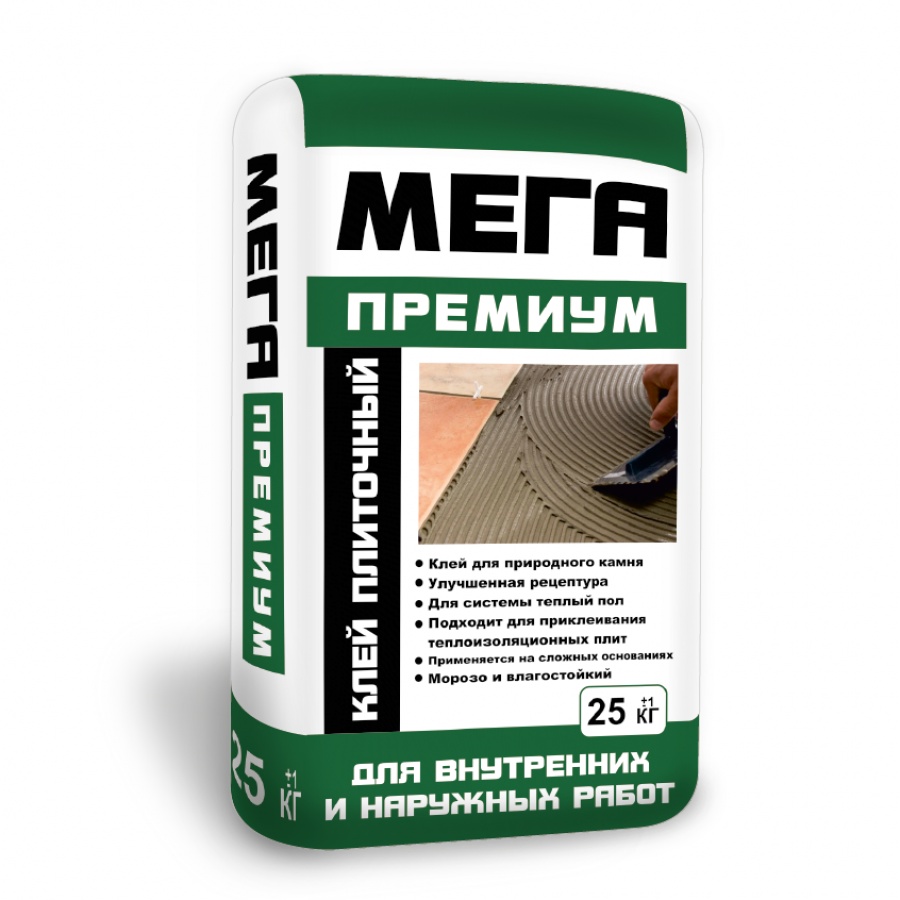 МЕГА
ПРЕМИУМ
КЛЕЙ ПЛИТОЧНЫЙ
• Клей для природного камня
• Улучшенная рецептура
• Для системы теплый пол
• Подходит для приклеивания
теплоизоляционных плит
• Применяется на сложных основаниях
• Морозо и влагостойкий
25 ±1 кг
ДЛЯ ВНУТРЕННИХ
И НАРУЖНЫХ РАБОТ
МЕГА
ПРЕМИУМ
25 ±1 кг